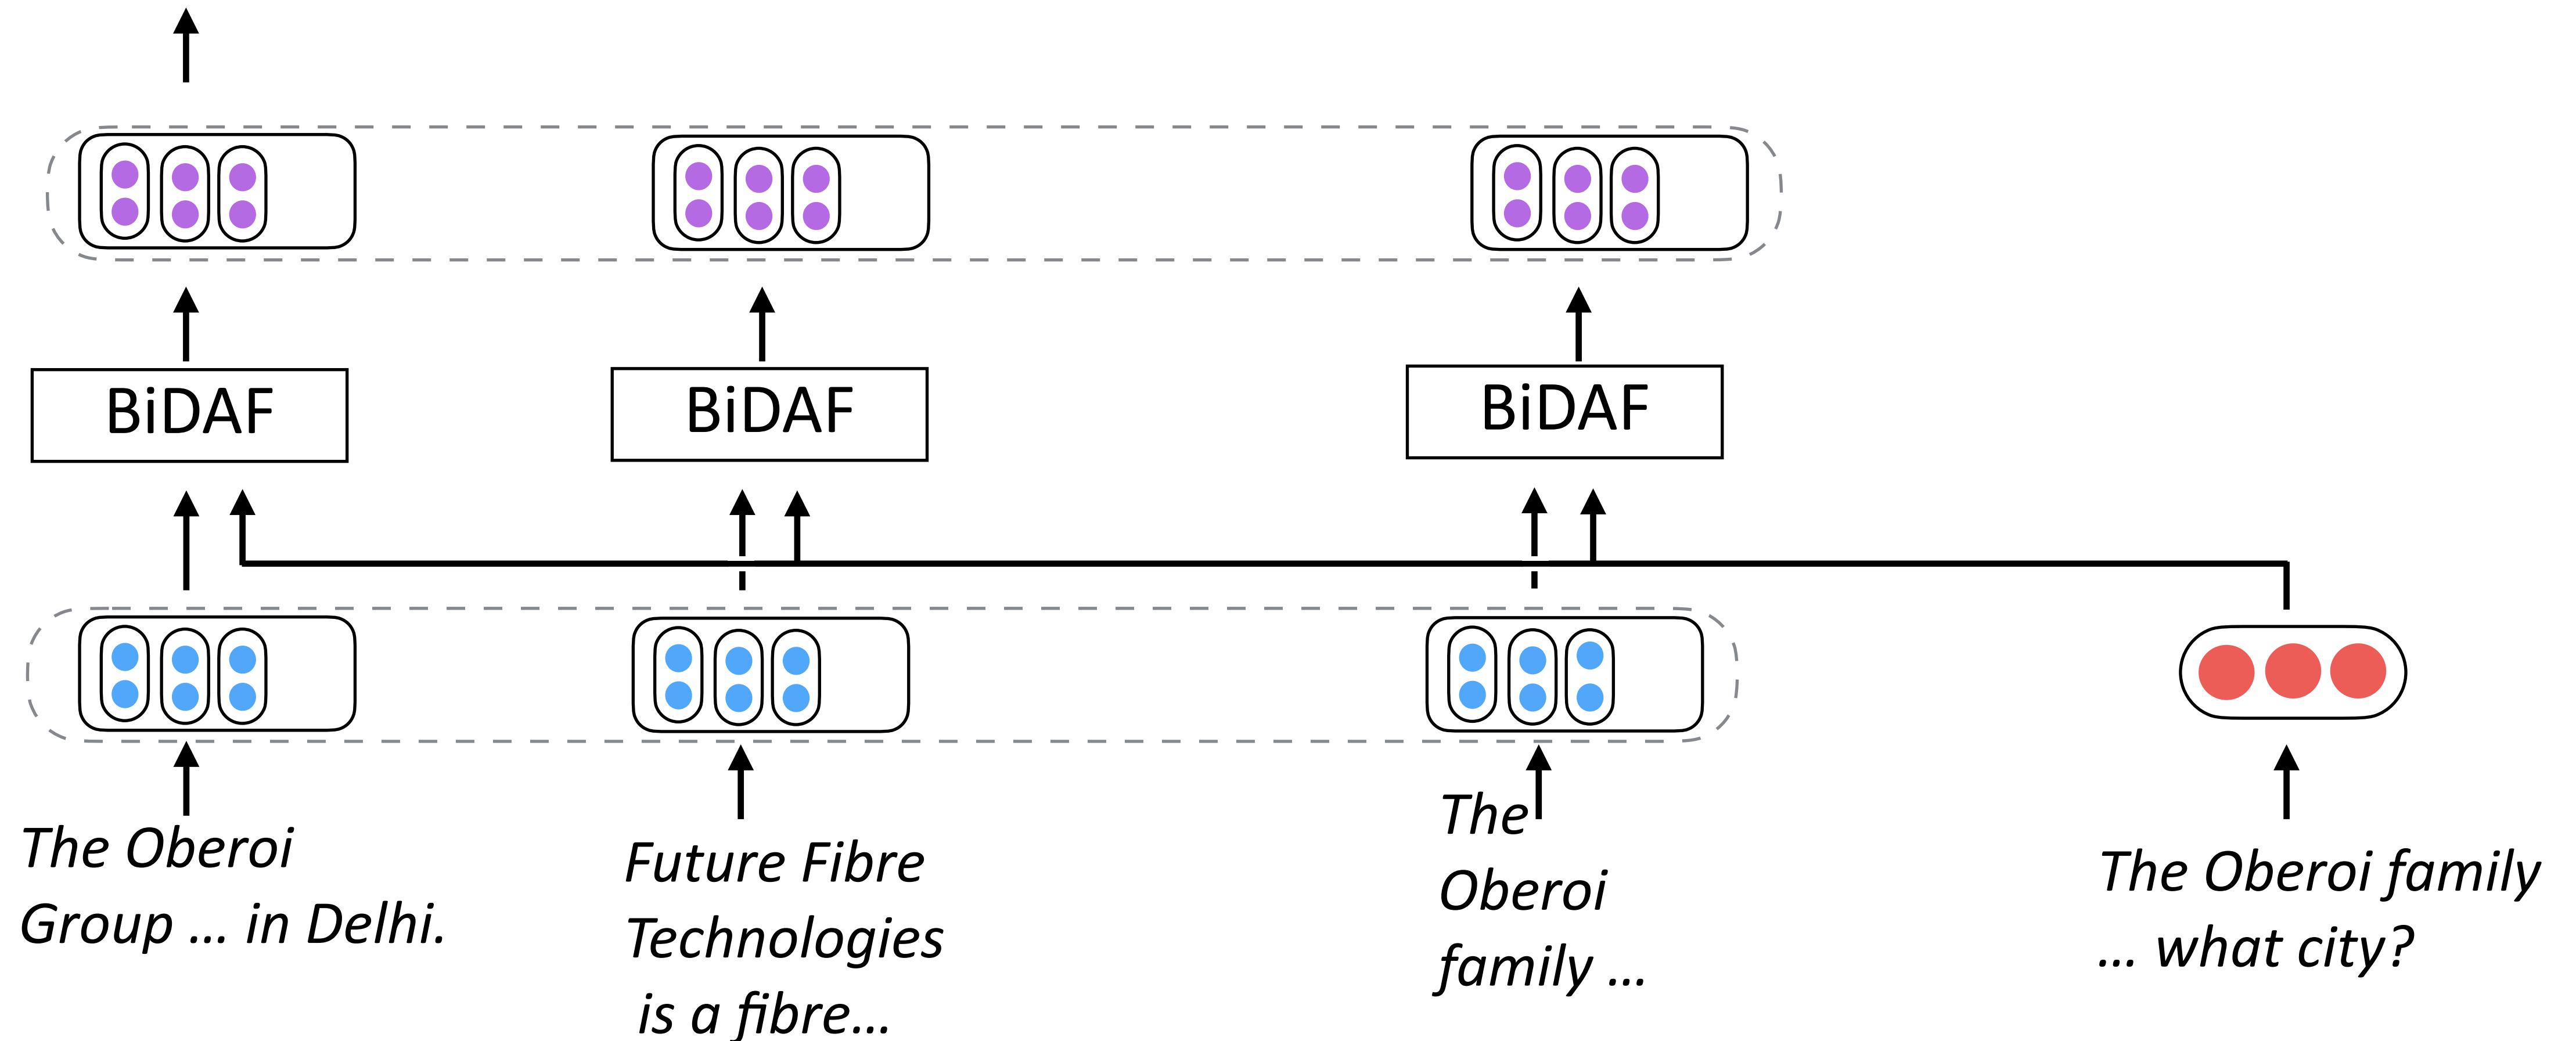 BiDAF
BiDAF
BiDAF
The Oberoi
Group ... in Delhi.
Future Fibre
Technologies
is a fibre...
The
Oberoi
family ...
The Oberoi family
... what city?